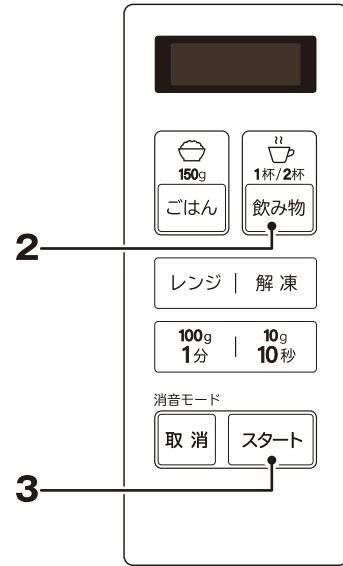 150g
1杯/2杯
ごはん
飲み物
2
レンジ | 解凍
100g
1分
|
10g
10秒
消音モード
取消
スタート
3